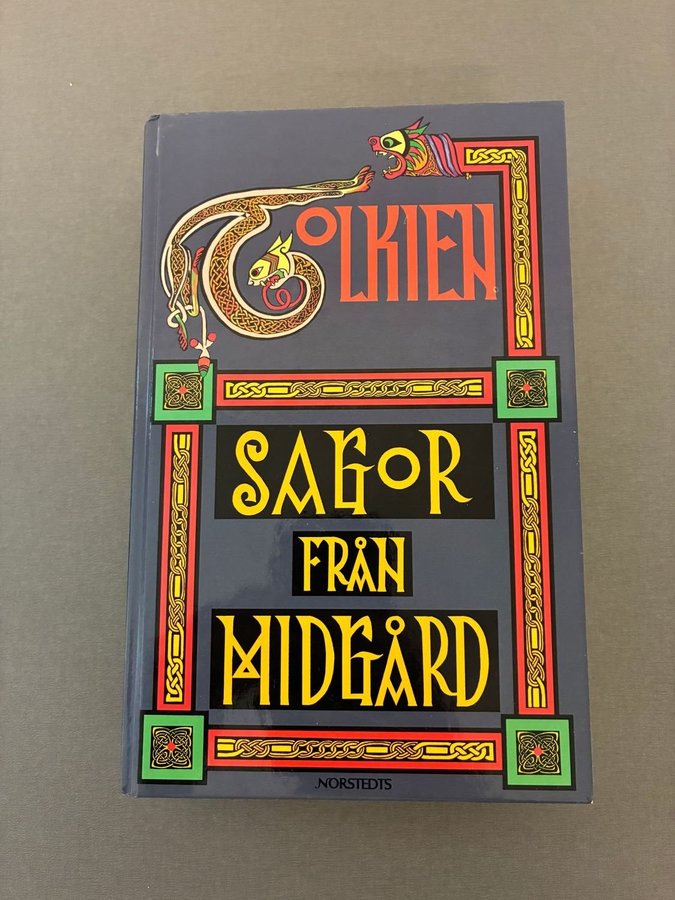 TOLKIEN
SAGOR
FRÅN
MIDGÅRD
NORSTEDTS